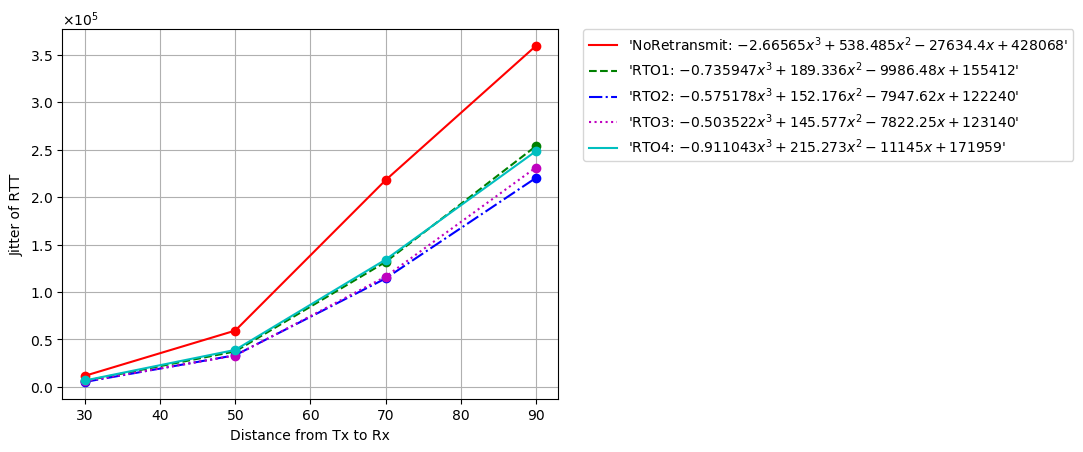 ×10⁵
3.5
3.0
2.5
2.0
1.5
1.0
0.5
0.0
Jitter of RTT
30 40 50 60 70 80 90
Distance from Tx to Rx
'NoRetransmit: −2.66565x³ + 538.485x² − 27634.4x + 428068'
'RTO1: −0.735947x³ + 189.336x² − 9986.48x + 155412'
'RTO2: −0.575178x³ + 152.176x² − 7947.62x + 122240'
'RTO3: −0.503522x³ + 145.577x² − 7822.25x + 123140'
'RTO4: −0.911043x³ + 215.273x² − 11145x + 171959'